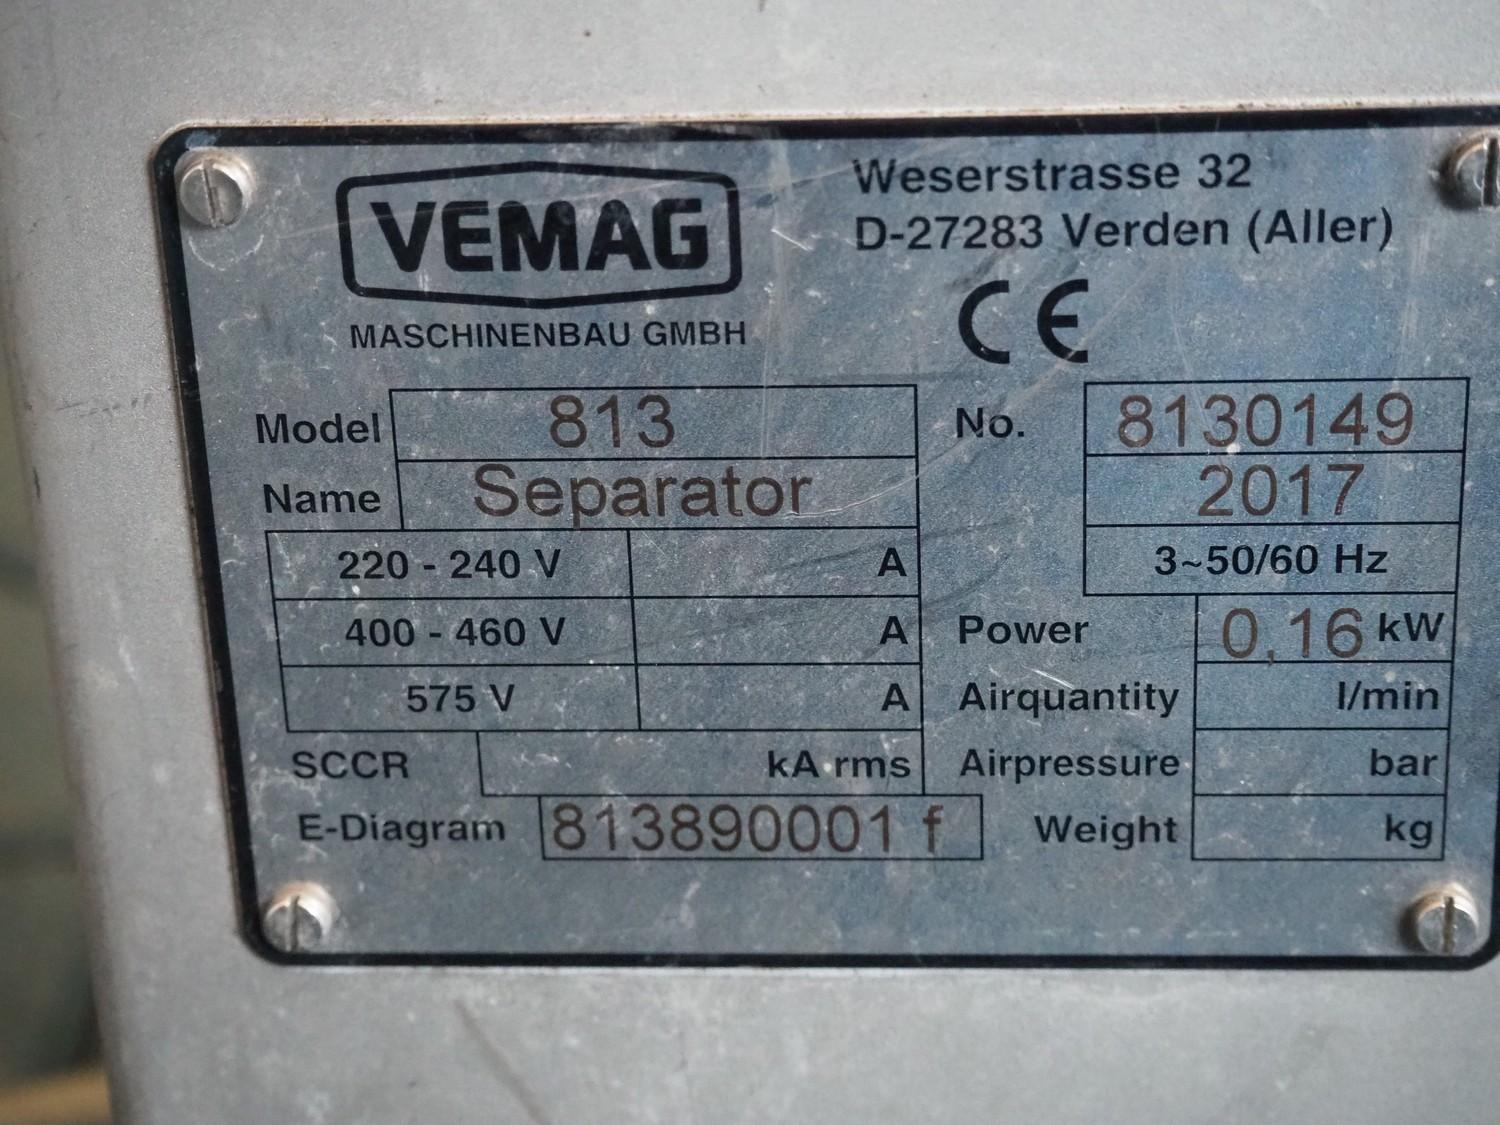 VEMAG
MASCHINENBAU GMBH
Weserstrasse 32
D-27283 Verden (Aller)
CE
Model 813
No. 8130149
Name Separator
2017
220 - 240 V A
3~50/60 Hz
400 - 460 V A
Power 0,16 kW
575 V A
Airquantity l/min
SCCR kA rms
Airpressure bar
E-Diagram 813890001 f
Weight kg